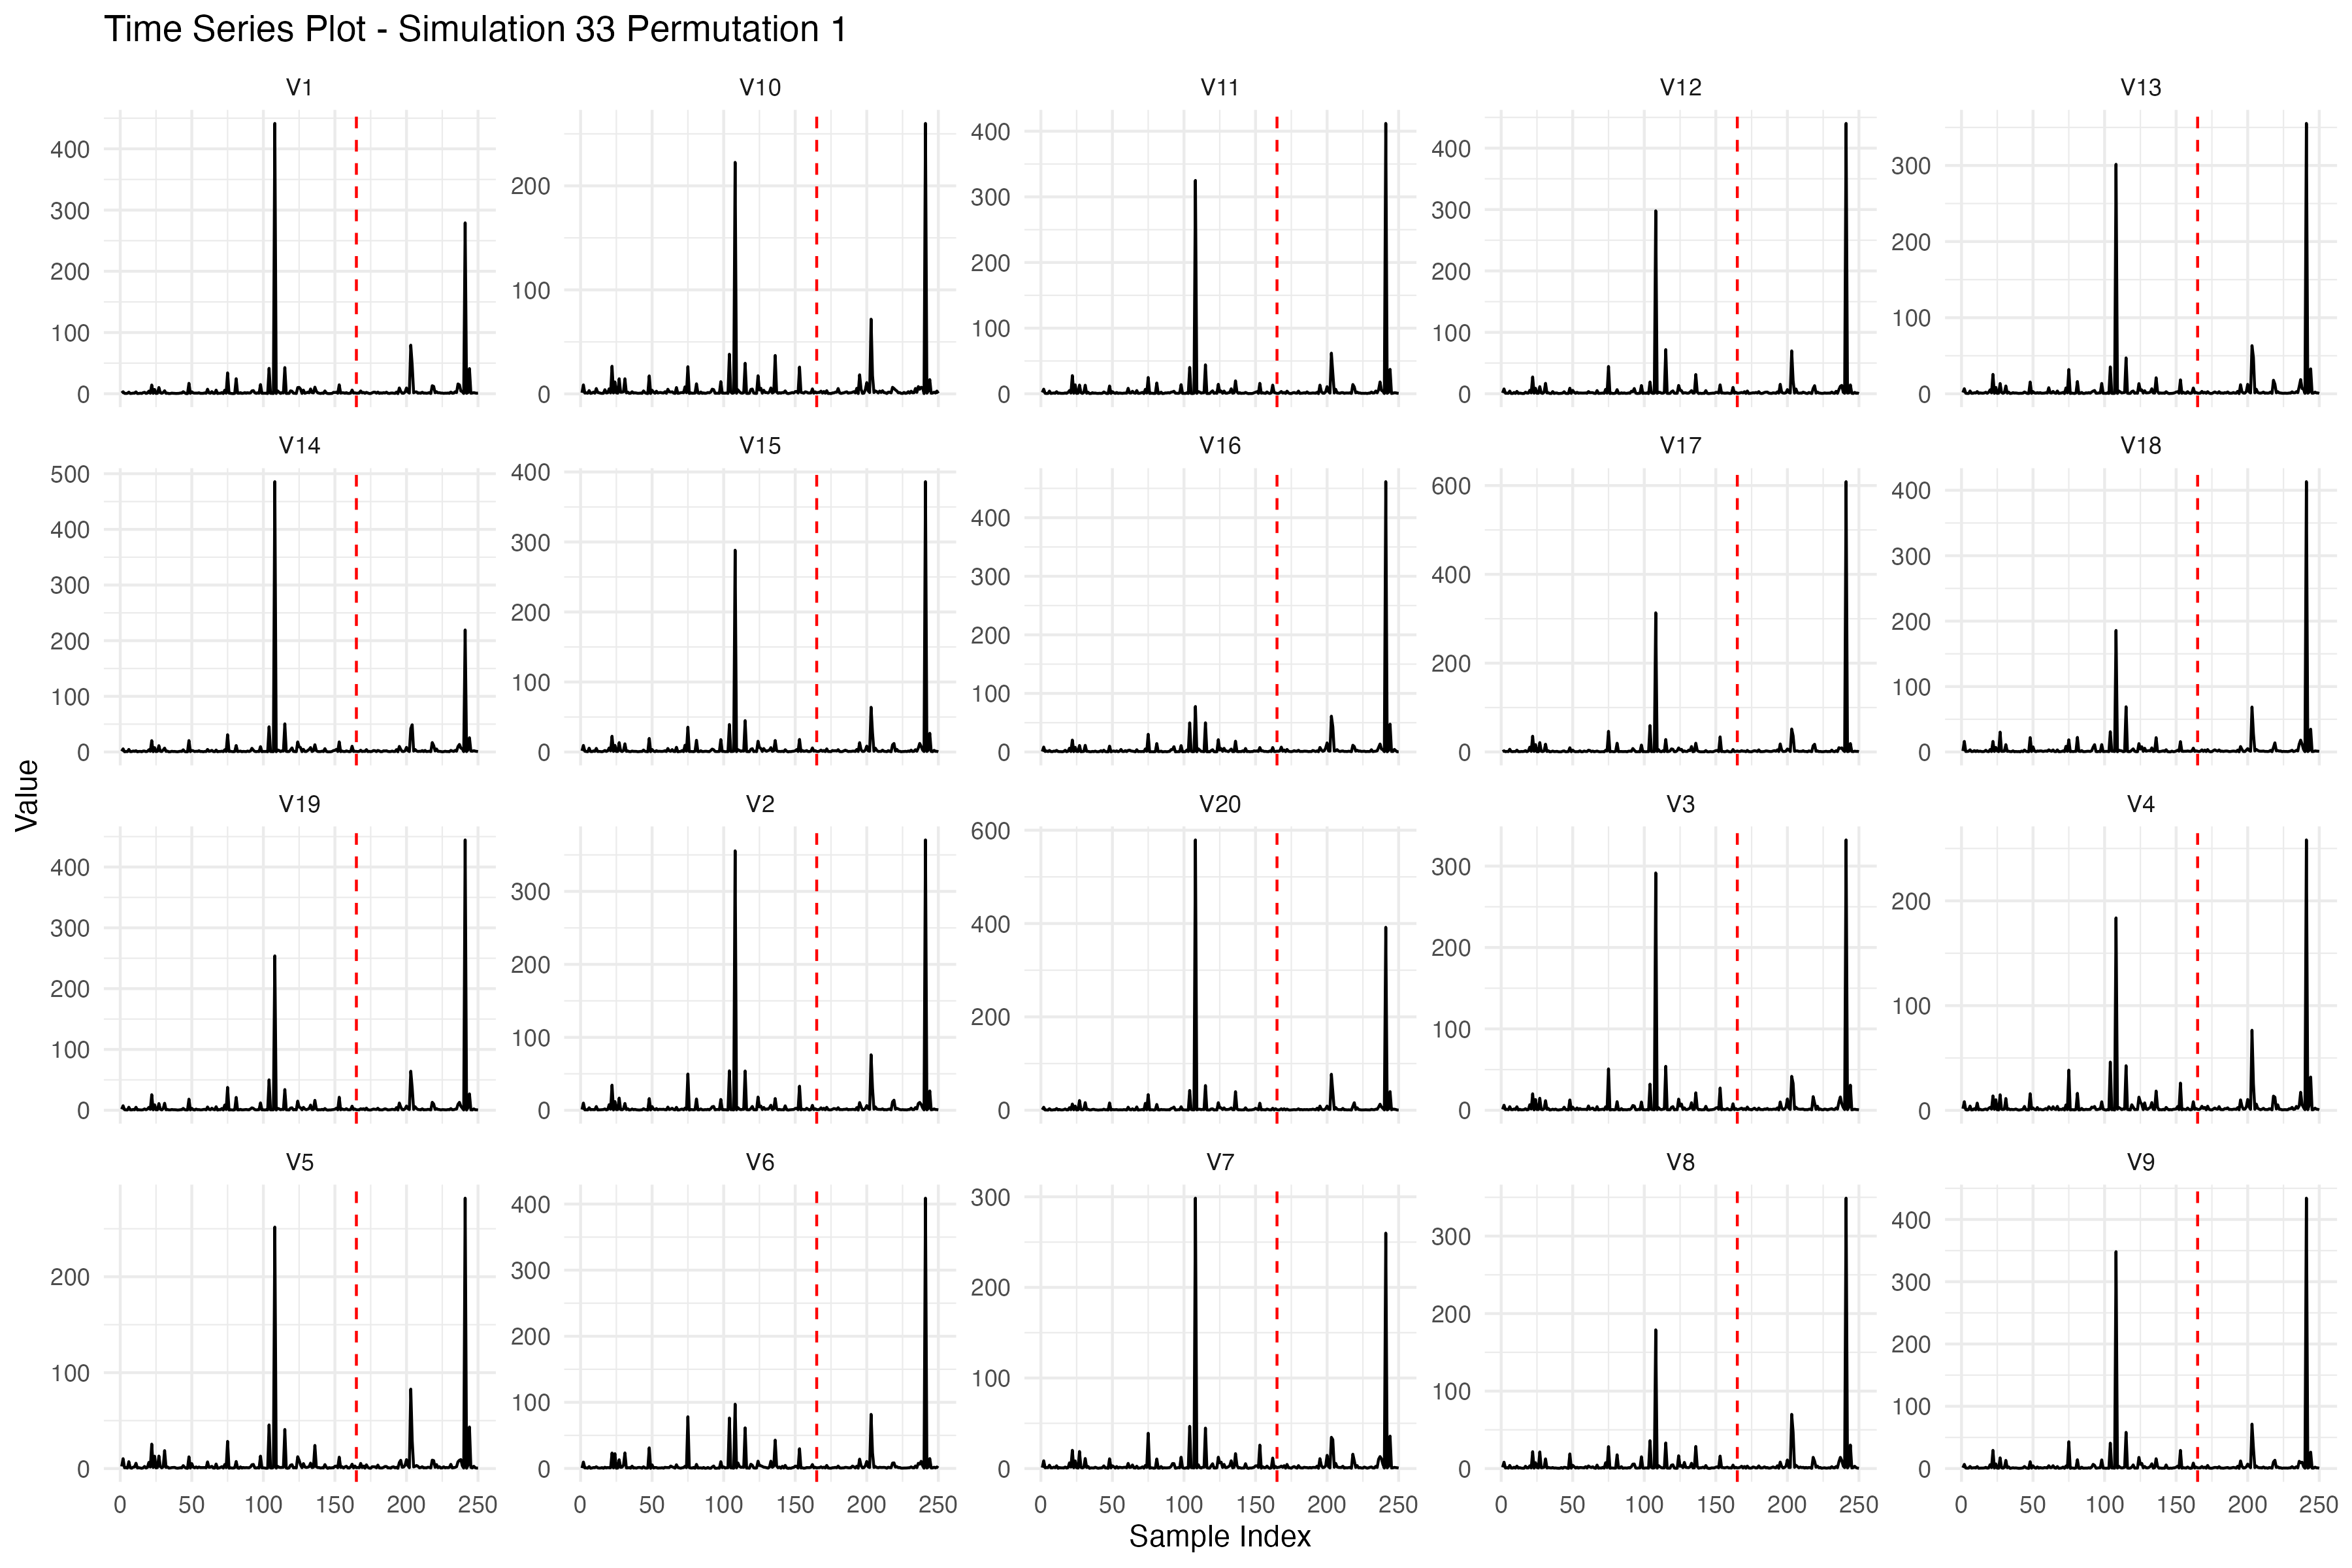 Time Series Plot - Simulation 33 Permutation 1
V1 V10 V11 V12 V13
400 300 200 100 0
200 100 0
400 300 200 100 0
400 300 200 100 0
300 200 100 0
V14 V15 V16 V17 V18
500 400 300 200 100 0
400 300 200 100 0
400 300 200 100 0
600 400 200 0
400 300 200 100 0
Value
V19 V2 V20 V3 V4
400 300 200 100 0
300 200 100 0
600 400 200 0
300 200 100 0
200 100 0
V5 V6 V7 V8 V9
200 100 0
400 300 200 100 0
300 200 100 0
300 200 100 0
400 300 200 100 0
0 50 100 150 200 250 0 50 100 150 200 250 0 50 100 150 200 250 0 50 100 150 200 250 0 50 100 150 200 250
Sample Index